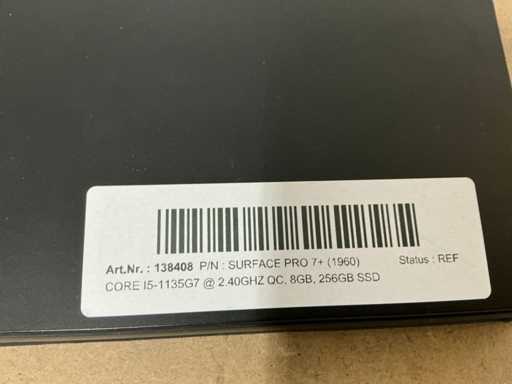 Art.Nr. : 138408 P/N : SURFACE PRO 7+ (1960) Status : REF
CORE I5-1135G7 @ 2.40GHZ QC, 8GB, 256GB SSD